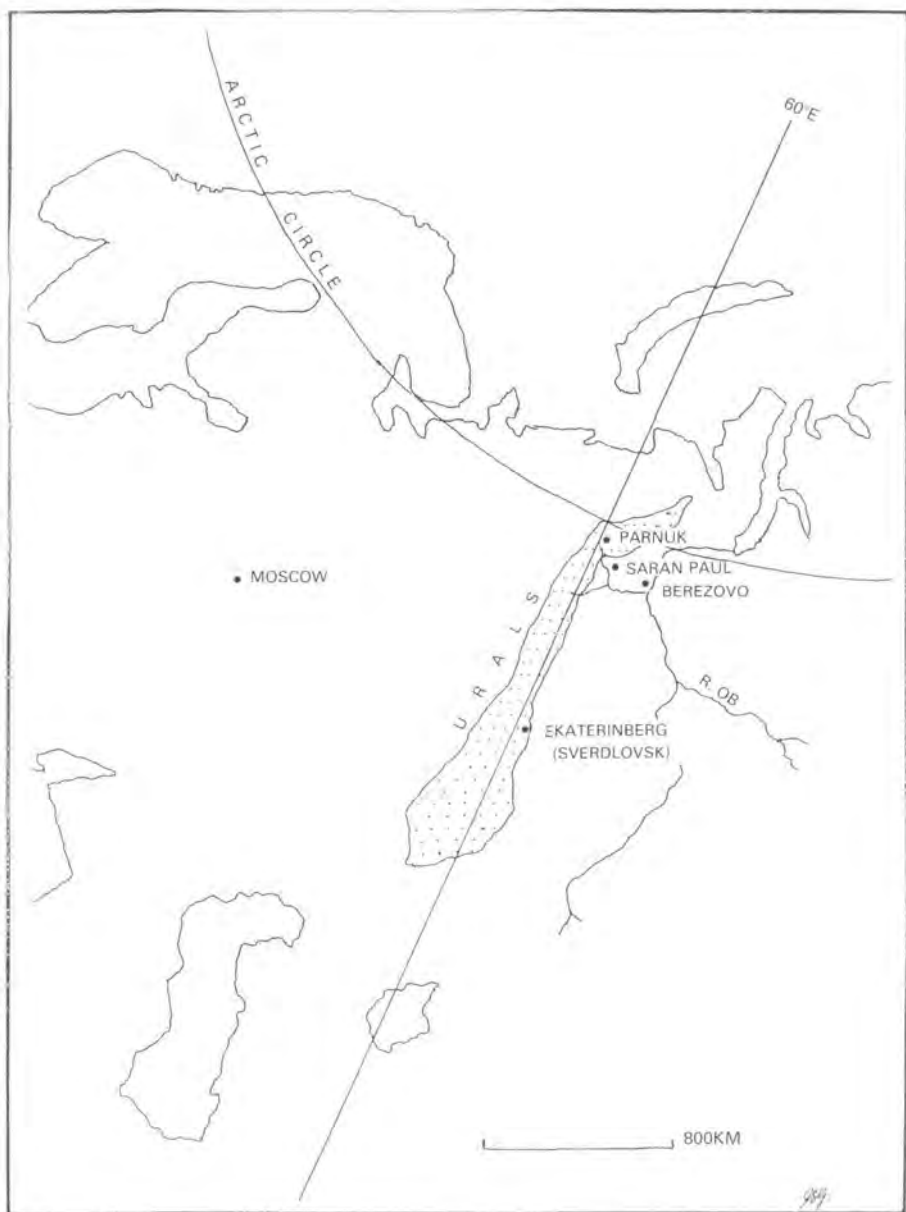 ARCTIC CIRCLE
60°E
PARNUK
SARAN PAUL
MOSCOW
BEREZOVO
URALS
R. OB
EKATERINBERG
(SVERDLOVSK)
800KM